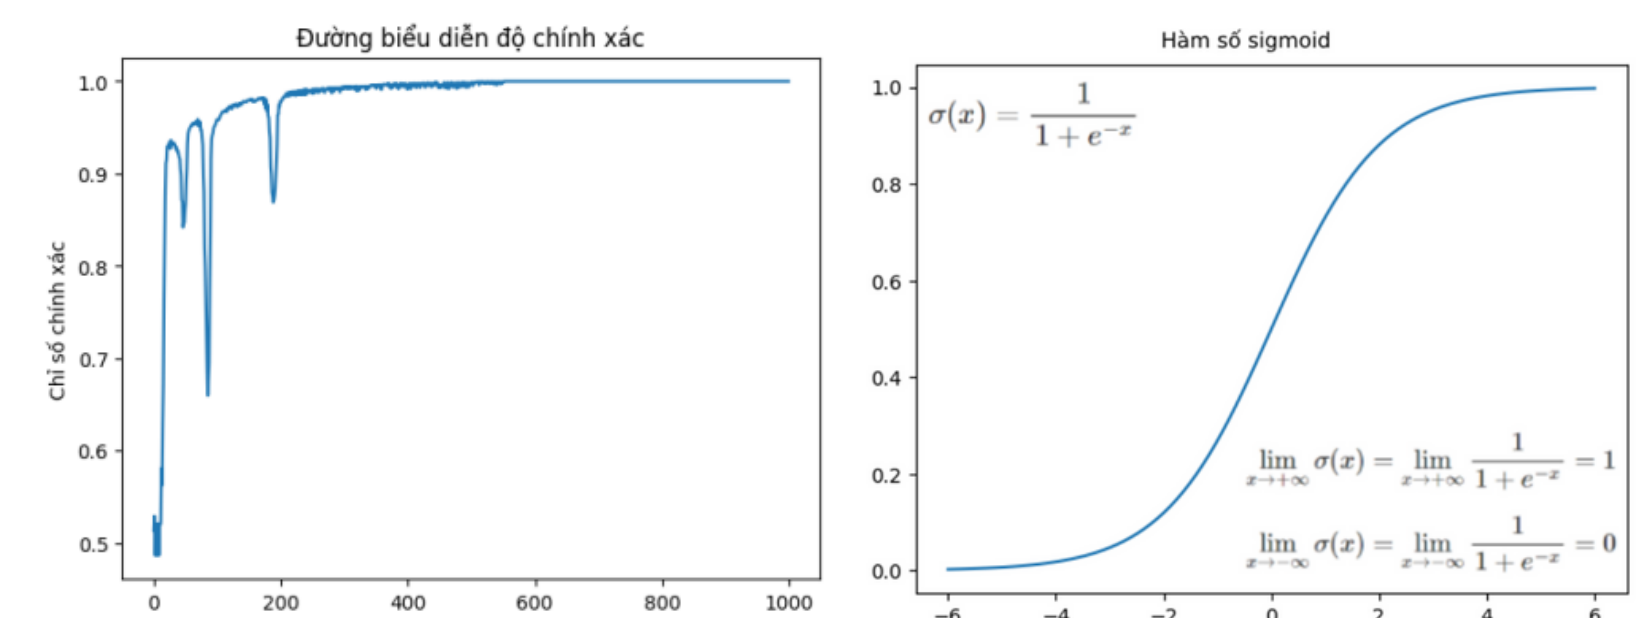 Đường biểu diễn độ chính xác
1.0
0.9
0.8
0.7
0.6
0.5
Chỉ số chính xác
0 200 400 600 800 1000
Hàm số sigmoid
1.0
0.8
0.6
0.4
0.2
0.0
σ(x) = 1 / (1 + e^{-x})
lim_{x→+∞} σ(x) = lim_{x→+∞} 1 / (1 + e^{-x}) = 1
lim_{x→-∞} σ(x) = lim_{x→-∞} 1 / (1 + e^{-x}) = 0
−6 −4 −2 0 2 4 6